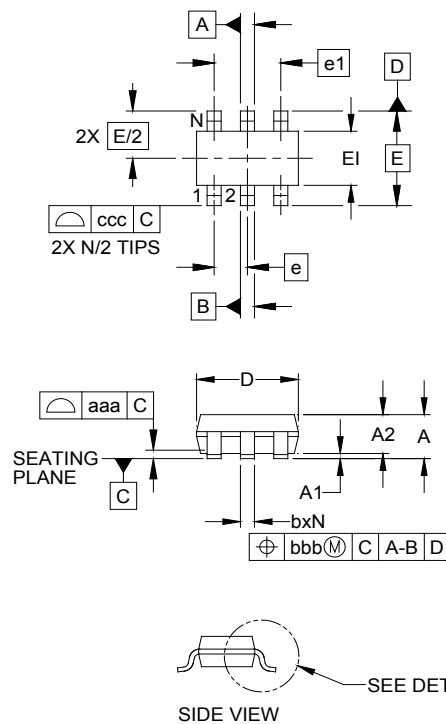 A
e1
D
N
2X E/2
EI
E
1 2
ccc C
2X N/2 TIPS
e
B
D
aaa C
A2 A
SEATING
PLANE
C
A1
bxN
bbb Ⓜ C A-B D
SEE DET
SIDE VIEW